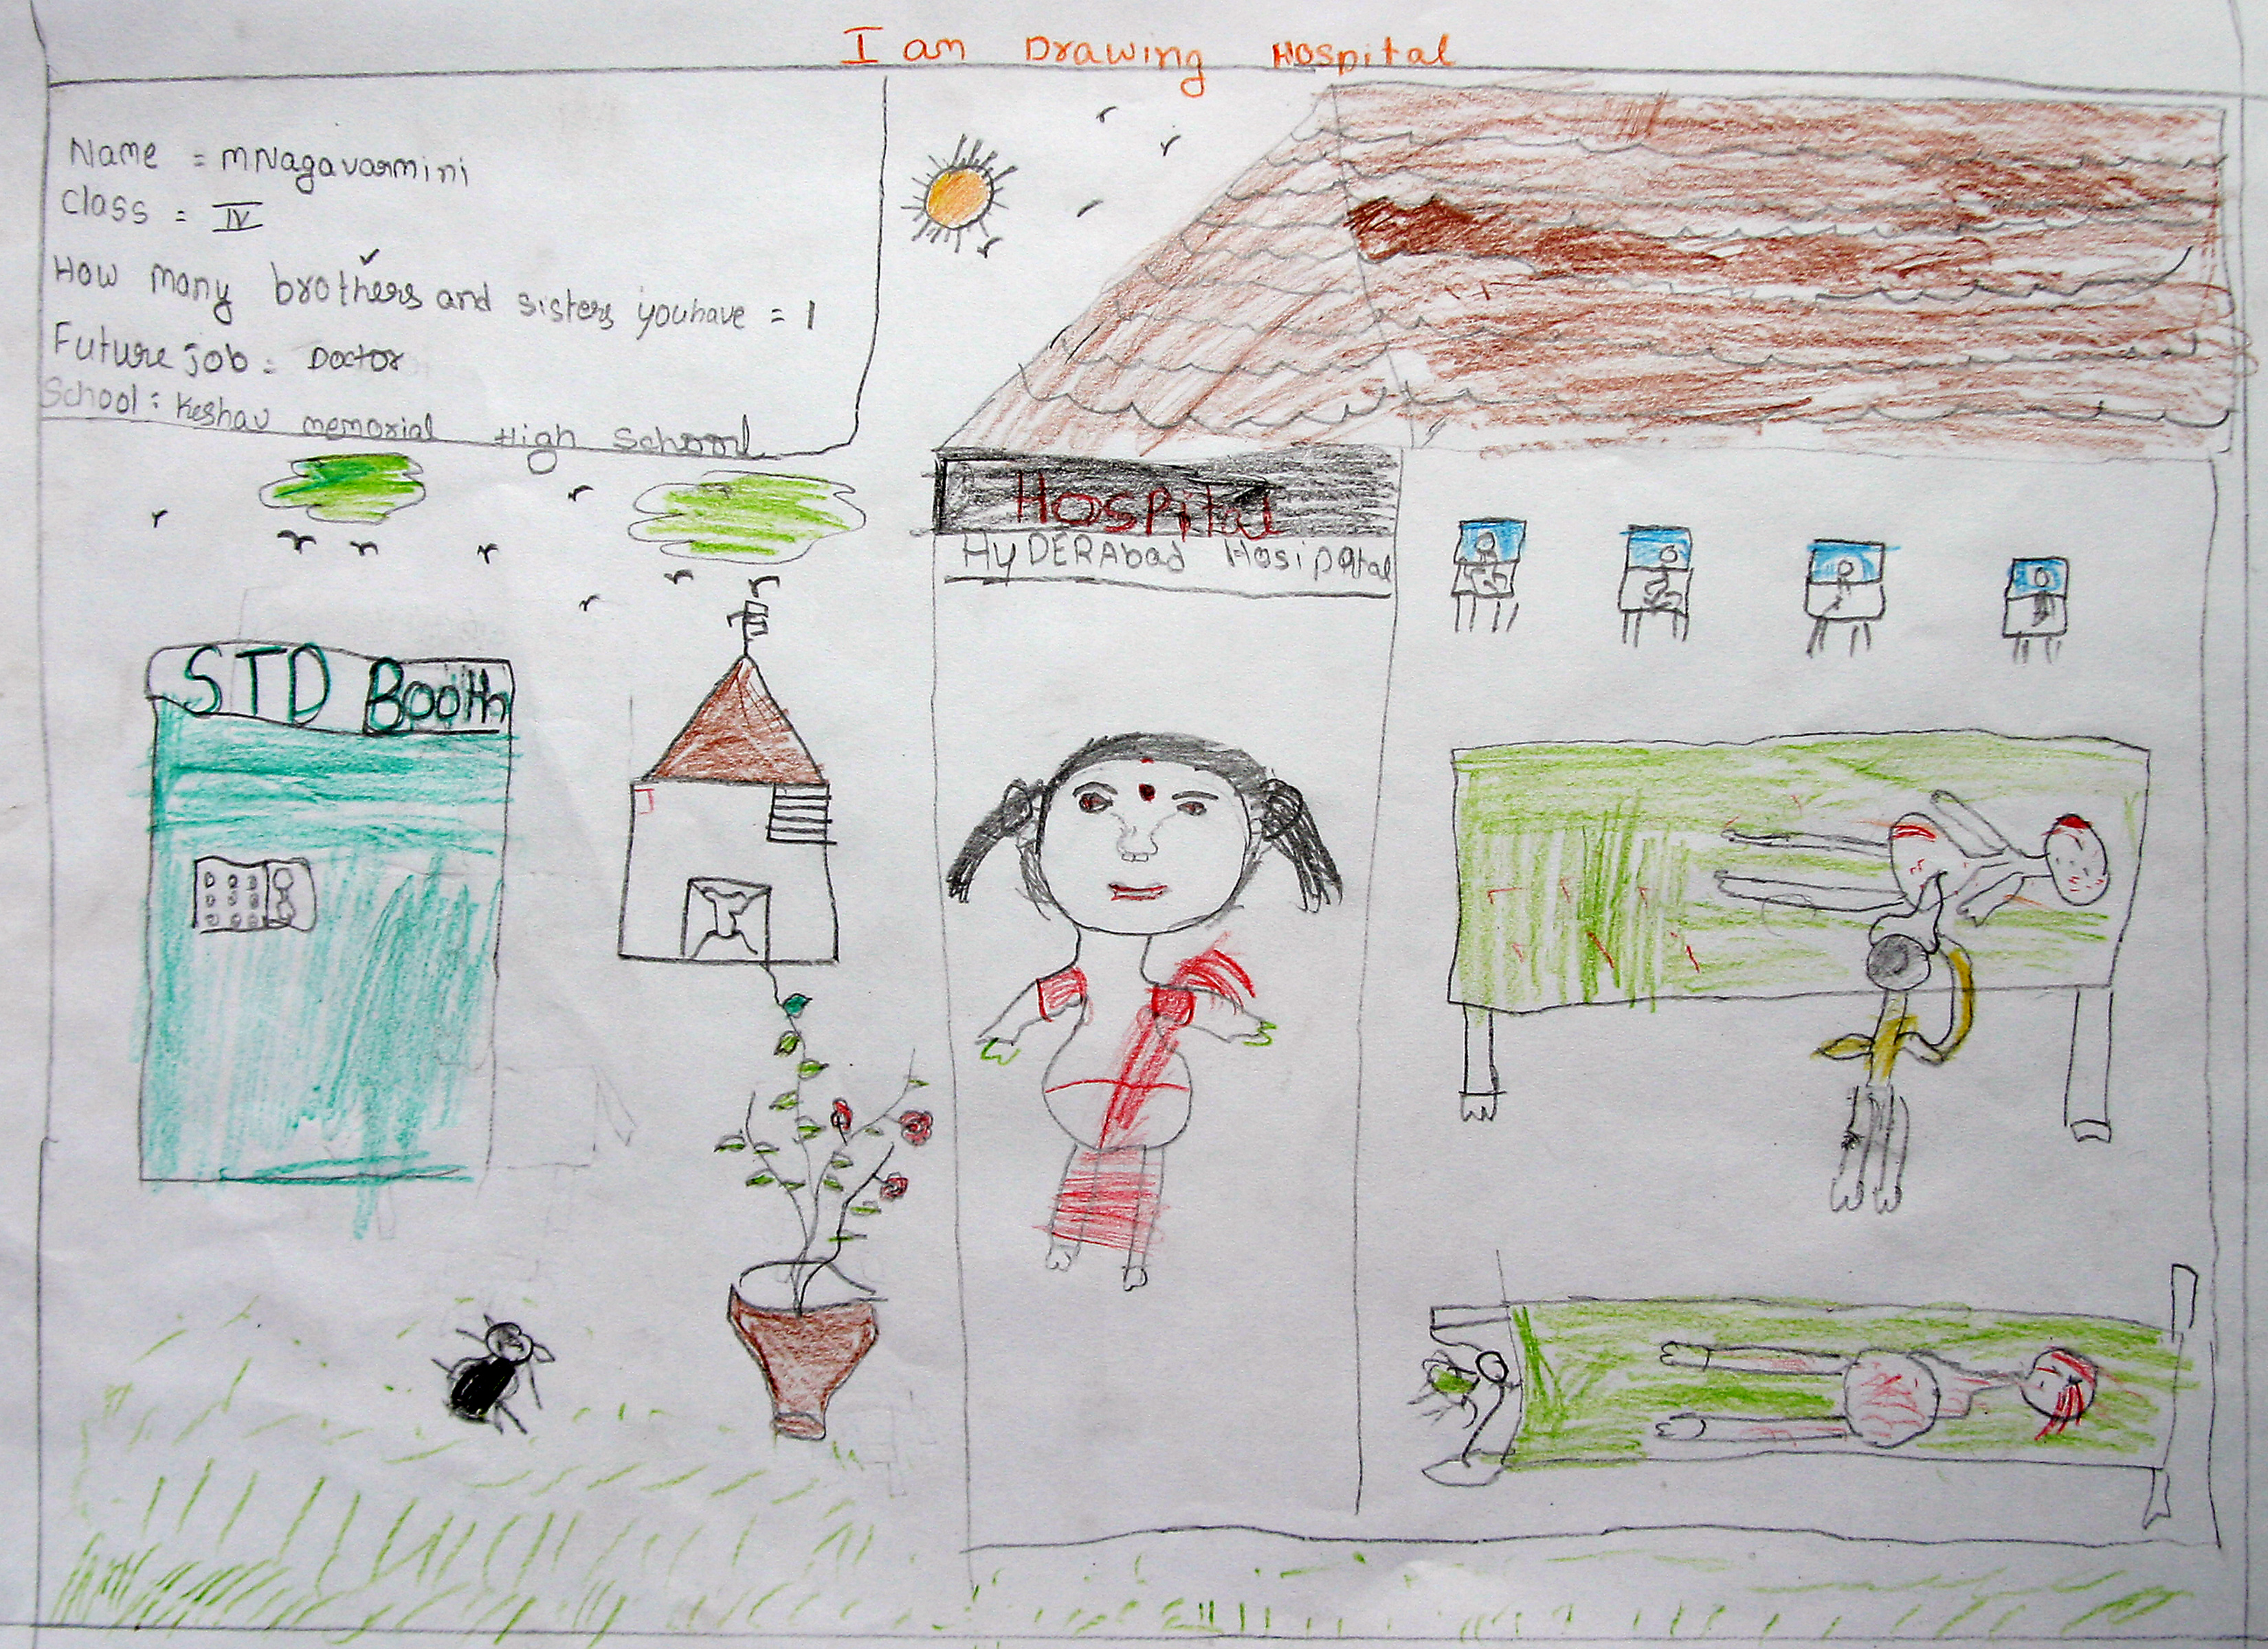 I am Drawing Hospital
Name = MNagavarmini
Class = IV
How many brothers and sisters youhave = 1
Future job = Doctor
School : Keshav memorial High School
Hospital
HyDERAbad Hosipatal
STD Booth